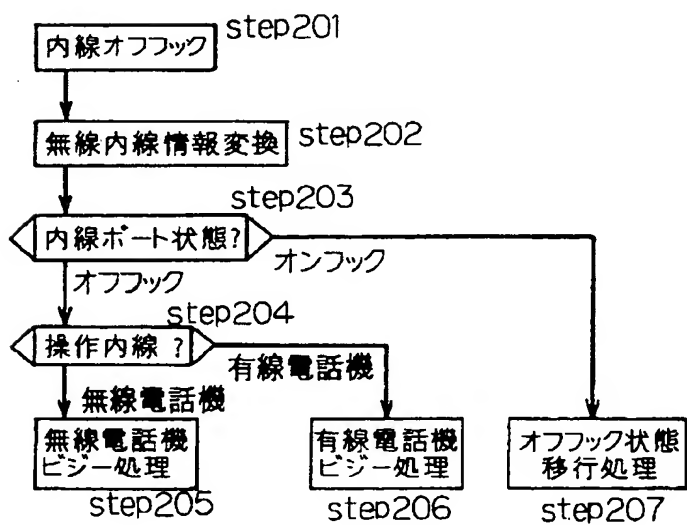 step201
内線オフフック
無線内線情報変換
step202
step203
内線ポート状態?
オフフック
オンフック
step204
操作内線 ?
有線電話機
無線電話機
無線電話機
ビジー処理
step205
有線電話機
ビジー処理
step206
オフフック状態
移行処理
step207